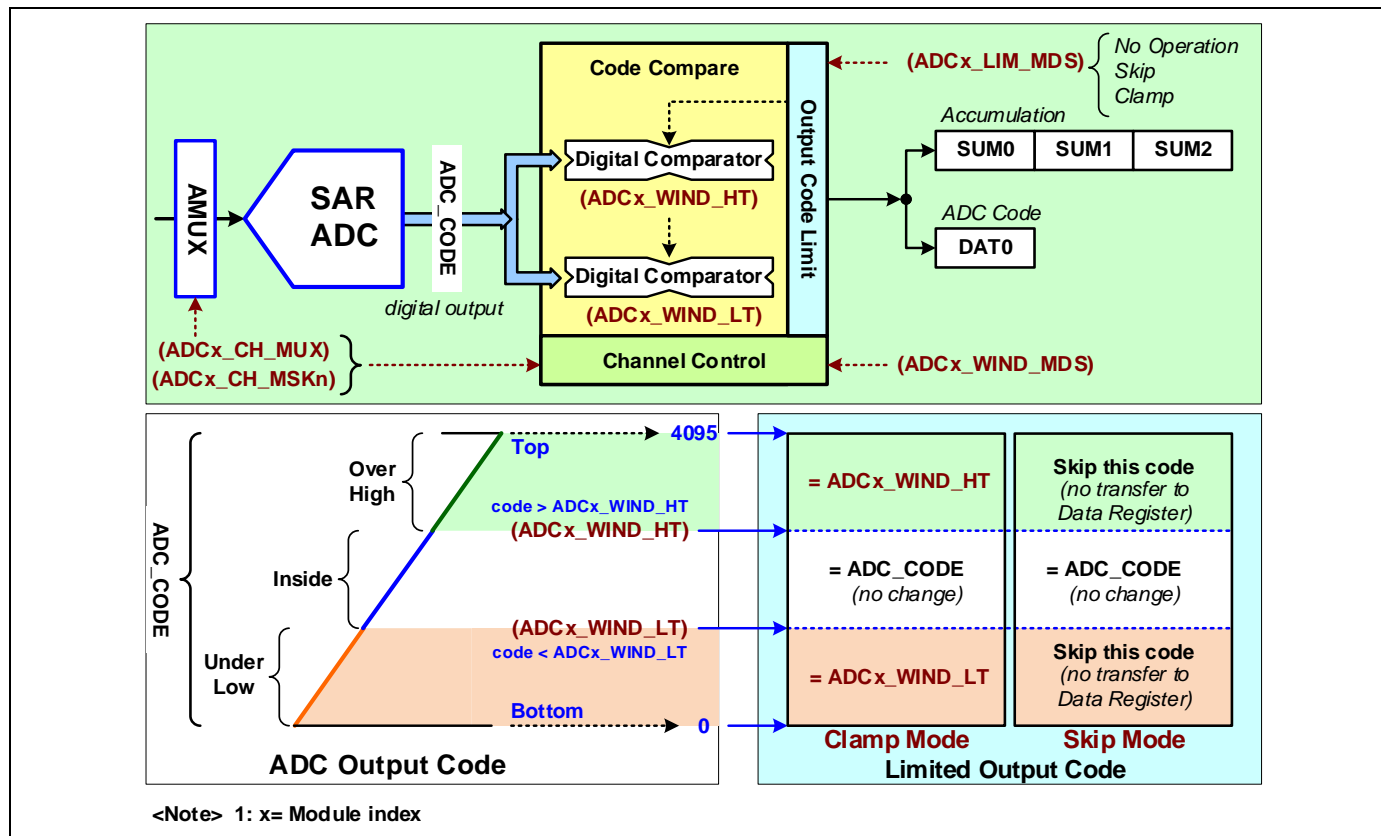 AMUX
SAR
ADC
ADC_CODE
digital output
Code Compare
Digital Comparator
(ADCx_WIND_HT)
Digital Comparator
(ADCx_WIND_LT)
Output Code Limit
Channel Control
(ADCx_LIM_MDS)
No Operation
Skip
Clamp
Accumulation
SUM0 SUM1 SUM2
ADC Code
DAT0
(ADCx_CH_MUX)
(ADCx_CH_MSKn)
(ADCx_WIND_MDS)
ADC_CODE
Over
High
Inside
Under
Low
Top
4095
code > ADCx_WIND_HT
(ADCx_WIND_HT)
(ADCx_WIND_LT)
code < ADCx_WIND_LT
Bottom
0
ADC Output Code
= ADCx_WIND_HT
= ADC_CODE
(no change)
= ADCx_WIND_LT
Clamp Mode
Skip this code
(no transfer to
Data Register)
= ADC_CODE
(no change)
Skip this code
(no transfer to
Data Register)
Skip Mode
Limited Output Code
<Note> 1: x= Module index